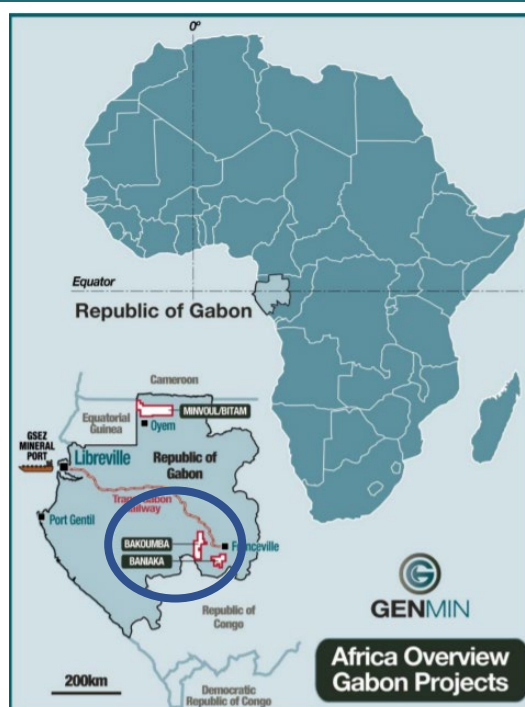 0°
Equator
Republic of Gabon
Cameroon
MINVOUL/BITAM
Equatorial
Guinea
Oyem
GSEZ
MINERAL
PORT
Libreville
Republic of
Gabon
Trans Gabon
Railway
Port Gentil
Franceville
BAKOUMBA
BANIAKA
Republic of
Congo
GENMIN
200km
Democratic
Republic of Congo
Africa Overview
Gabon Projects